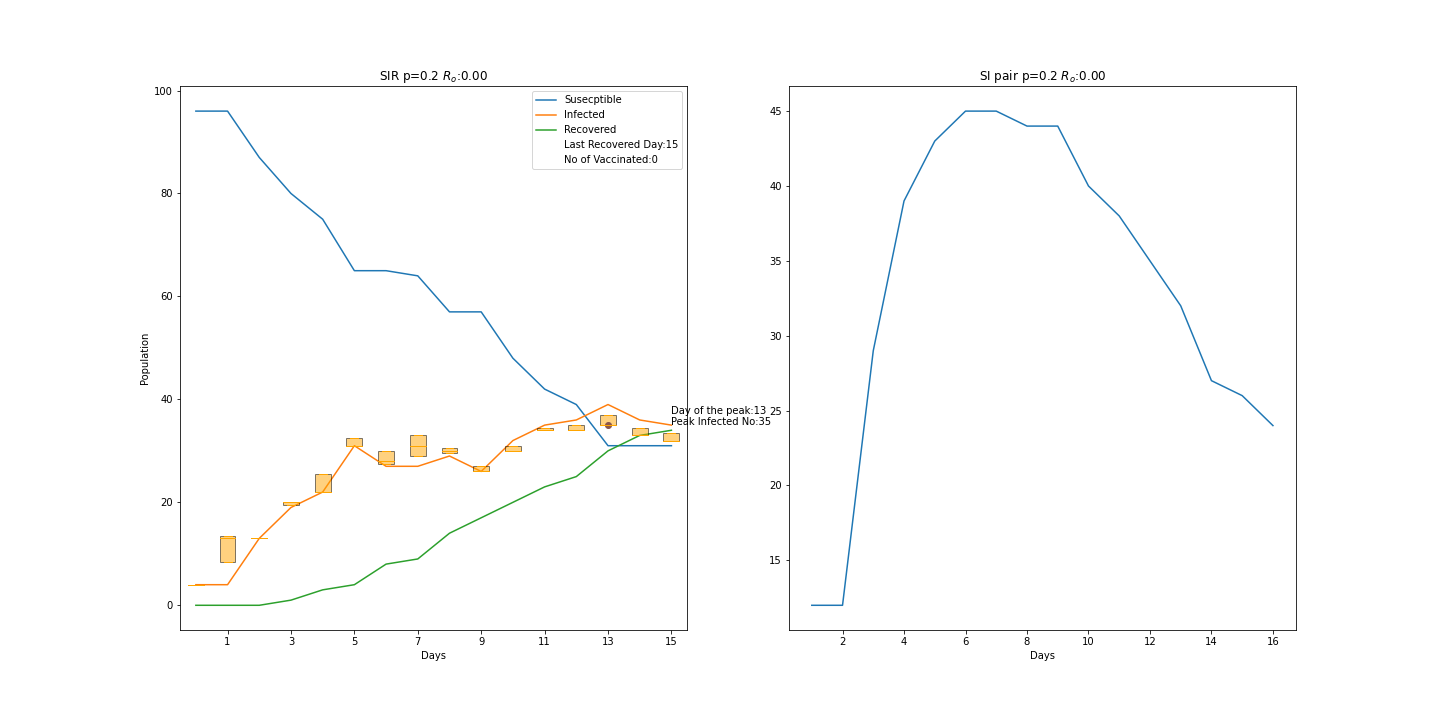 SIR p=0.2 Rₒ:0.00
100
80
60
40
20
0
Population
Susecptible
Infected
Recovered
Last Recovered Day:15
No of Vaccinated:0
Day of the peak:13
Peak Infected No:35
1 3 5 7 9 11 13 15
Days
SI pair p=0.2 Rₒ:0.00
45
40
35
30
25
20
15
2 4 6 8 10 12 14 16
Days